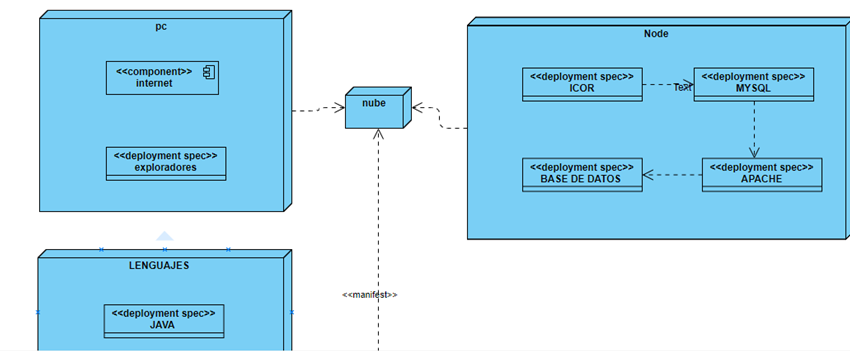 pc
<<component>>
internet
<<deployment spec>>
exploradores
nube
Node
<<deployment spec>>
ICOR
Text
<<deployment spec>>
MYSQL
<<deployment spec>>
BASE DE DATOS
<<deployment spec>>
APACHE
LENGUAJES
<<deployment spec>>
JAVA
<<manifest>>